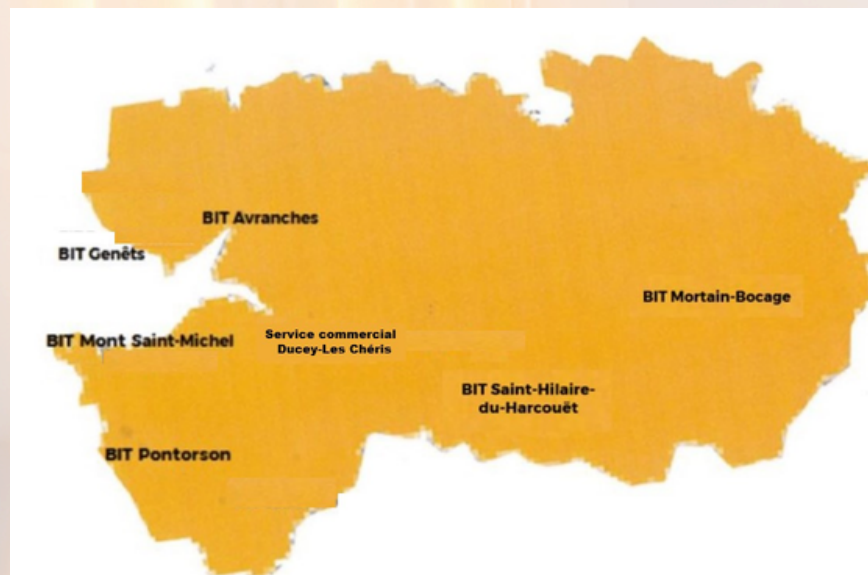 BIT Avranches
BIT Genêts
BIT Mortain-Bocage
BIT Mont Saint-Michel
Service commercial
Ducey-Les Chéris
BIT Saint-Hilaire-
du-Harcouët
BIT Pontorson